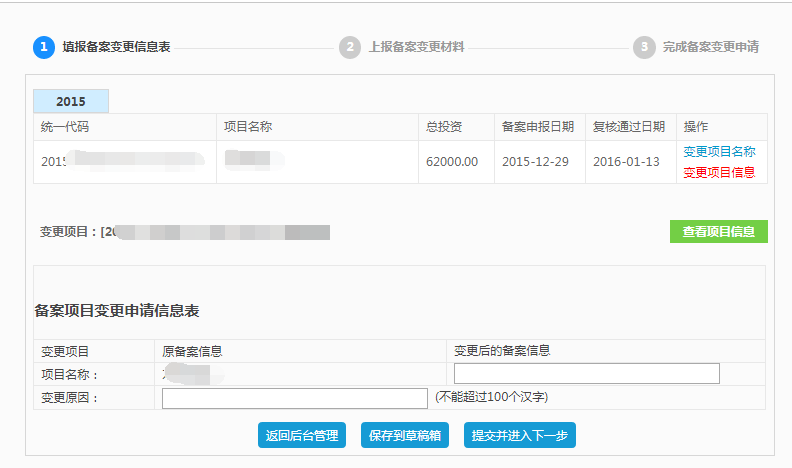 1 填报备案变更信息表 2 上报备案变更材料 3 完成备案变更申请
2015
统一代码 项目名称 总投资 备案申报日期 复核通过日期 操作
2015 62000.00 2015-12-29 2016-01-13 变更项目名称
变更项目信息
变更项目：[20 查看项目信息
备案项目变更申请信息表
变更项目 原备案信息 变更后的备案信息
项目名称：
变更原因： (不能超过100个汉字)
返回后台管理 保存到草稿箱 提交并进入下一步